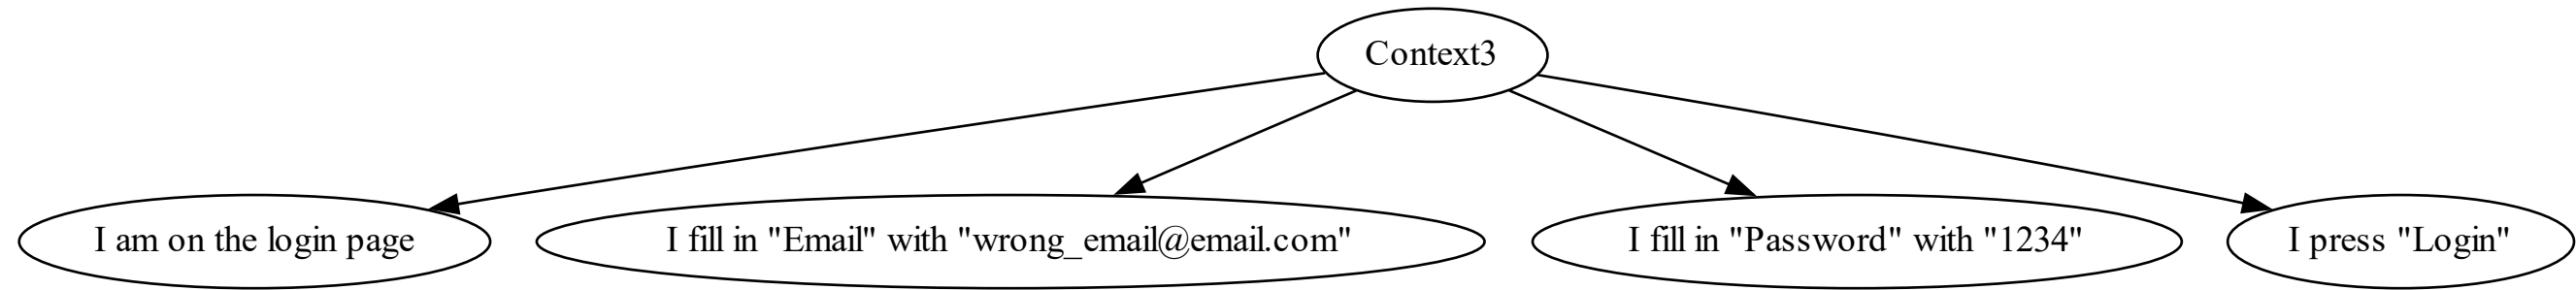 Context3
I am on the login page
I fill in "Email" with "wrong_email@email.com"
I fill in "Password" with "1234"
I press "Login"